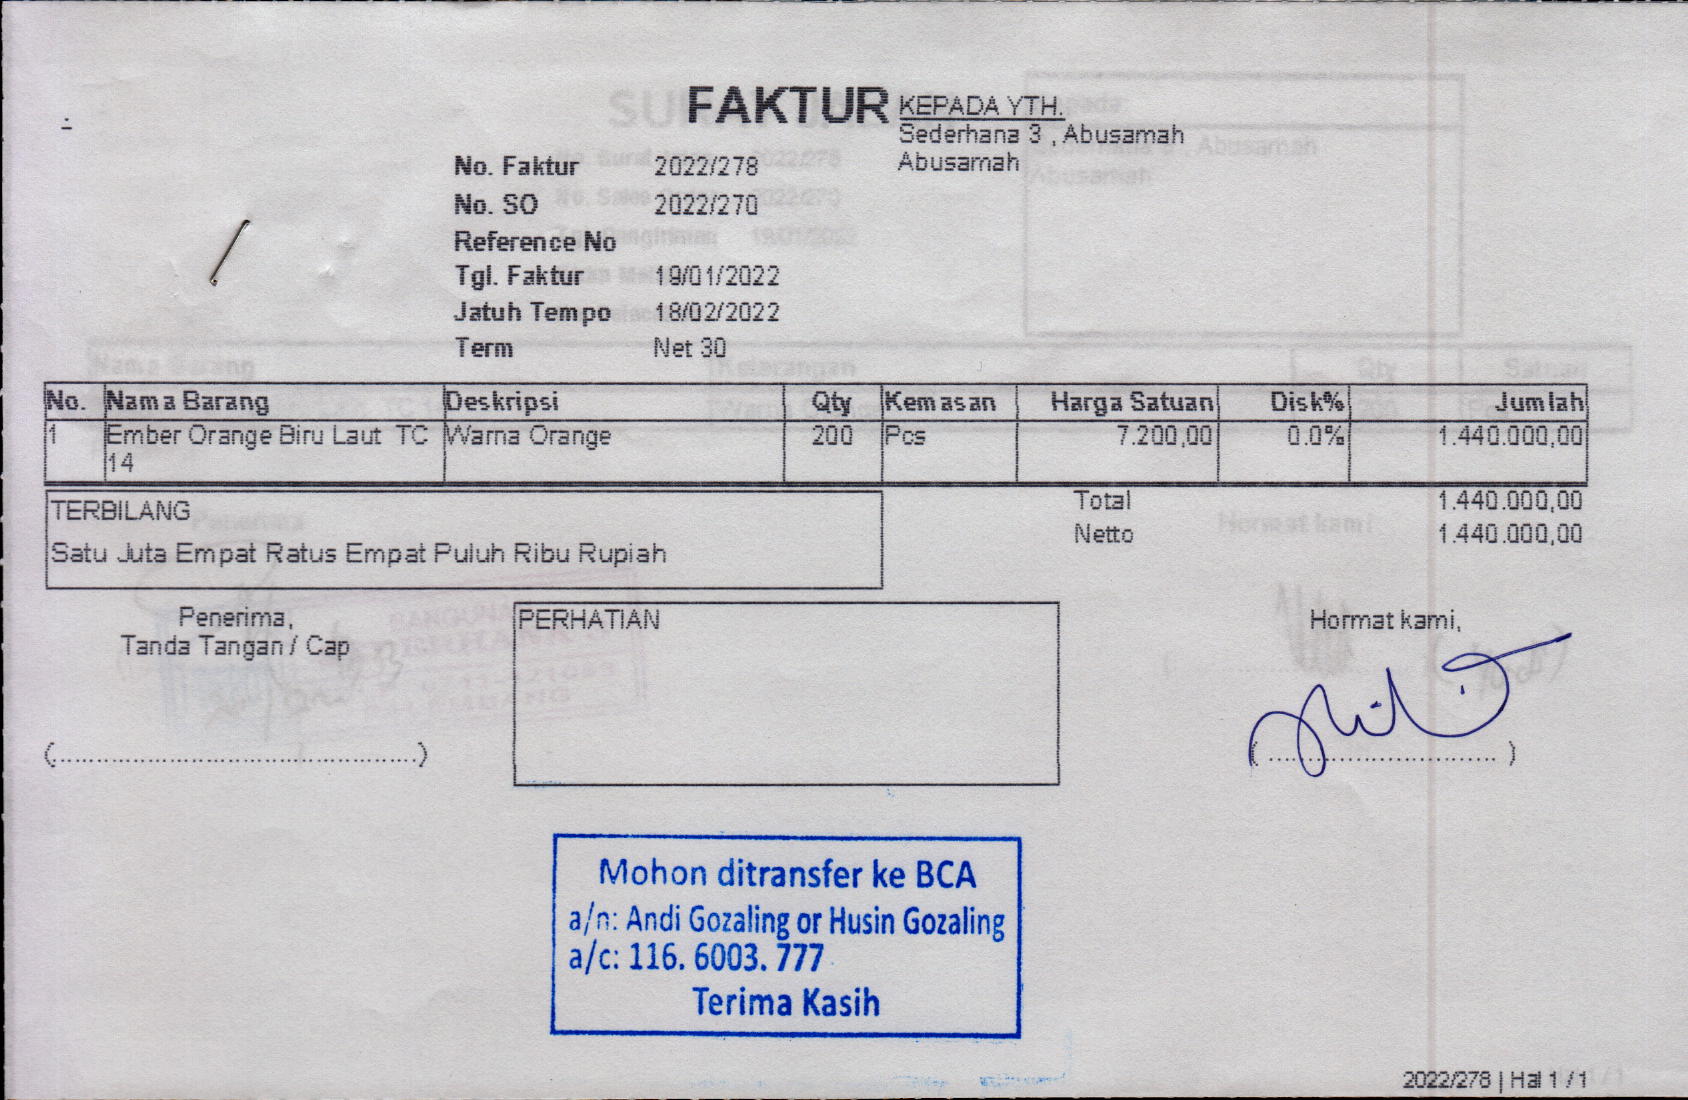 FAKTUR
KEPADA YTH.
Sederhana 3 , Abusamah
Abusamah
No. Faktur 2022/278
No. SO 2022/270
Reference No
Tgl. Faktur 19/01/2022
Jatuh Tempo 18/02/2022
Term Net 30
No. Nama Barang Deskripsi Qty Kemasan Harga Satuan Disk% Jumlah
1 Ember Orange Biru Laut TC Warna Orange 200 Pcs 7.200,00 0.0% 1.440.000,00
14
TERBILANG
Satu Juta Empat Ratus Empat Puluh Ribu Rupiah
Total 1.440.000,00
Netto 1.440.000,00
Penerima,
Tanda Tangan / Cap
(..................................................)
PERHATIAN
Hormat kami,
( ................................ )
Mohon ditransfer ke BCA
a/n: Andi Gozaling or Husin Gozaling
a/c: 116. 6003. 777
Terima Kasih
2022/278 | Hal 1 / 1